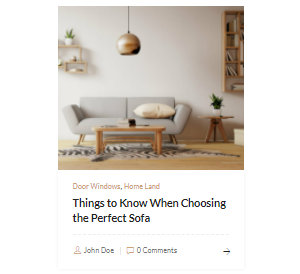 Door Windows, Home Land
Things to Know When Choosing
the Perfect Sofa
John Doe | 0 Comments